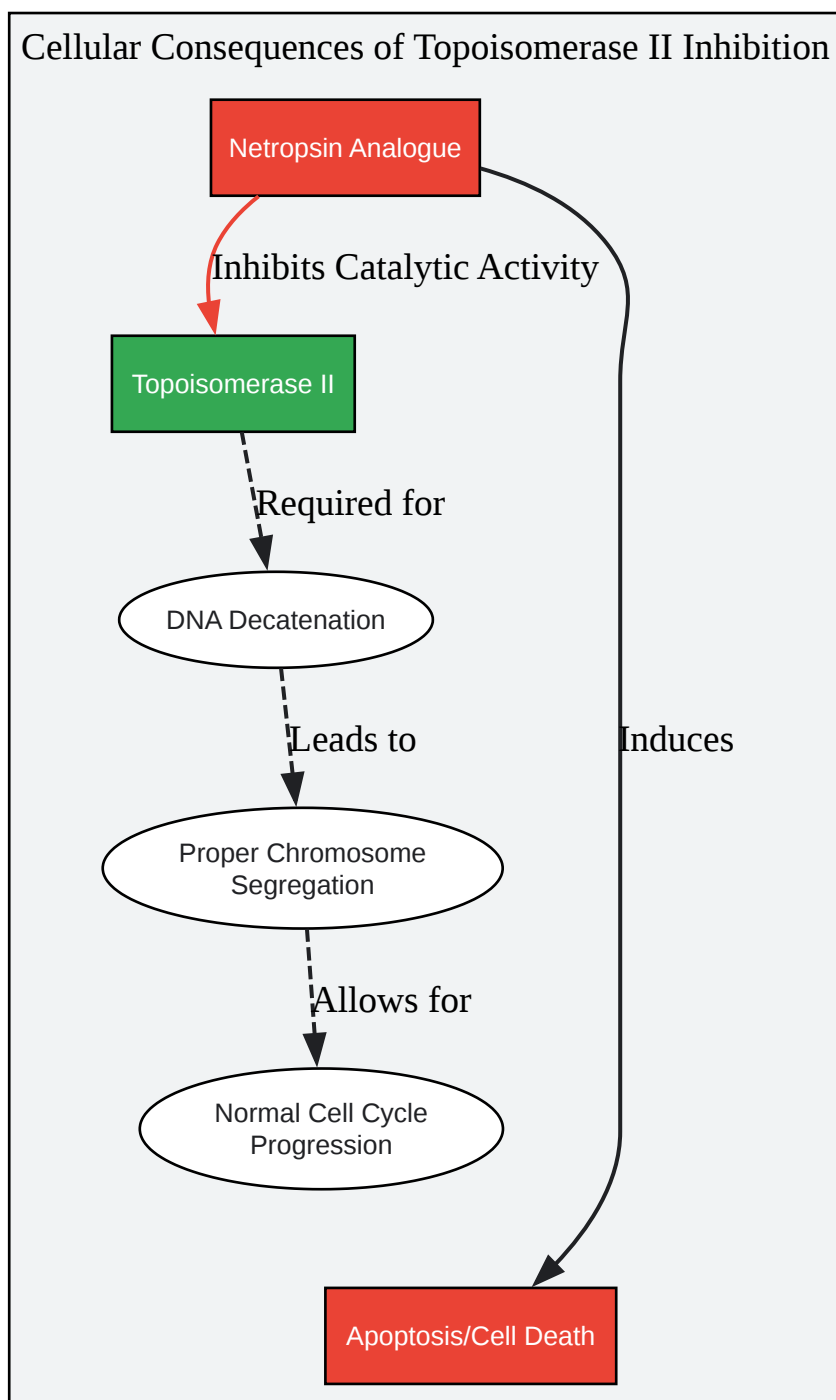 Cellular Consequences of Topoisomerase II Inhibition
Netropsin Analogue
Inhibits Catalytic Activity
Topoisomerase II
Required for
DNA Decatenation
Leads to
Induces
Proper Chromosome
Segregation
Allows for
Normal Cell Cycle
Progression
Apoptosis/Cell Death